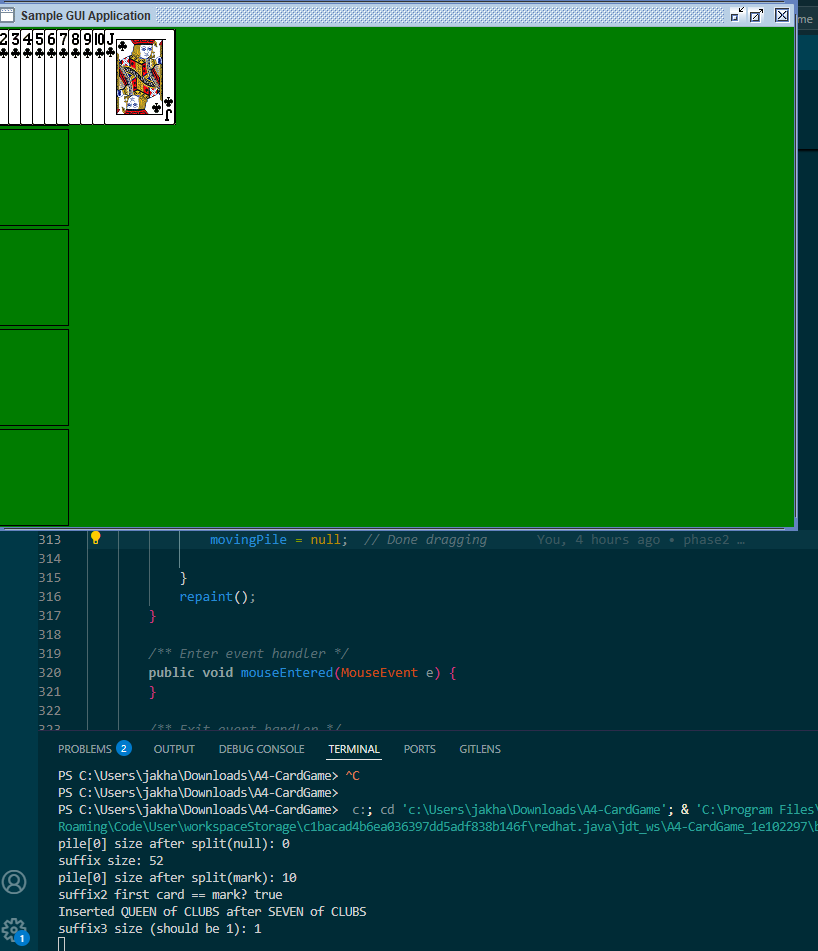 Sample GUI Application
me
2 3 4 5 6 7 8 9 10 J
J
313 movingPile = null; // Done dragging You, 4 hours ago • phase2 …
314
315 }
316 repaint();
317 }
318
319 /** Enter event handler */
320 public void mouseEntered(MouseEvent e) {
321 }
322
323 /** Exit event handler */
PROBLEMS 2 OUTPUT DEBUG CONSOLE TERMINAL PORTS GITLENS
PS C:\Users\jakha\Downloads\A4-CardGame> ^C
PS C:\Users\jakha\Downloads\A4-CardGame>
PS C:\Users\jakha\Downloads\A4-CardGame> c:; cd 'c:\Users\jakha\Downloads\A4-CardGame'; & 'C:\Program Files\
Roaming\Code\User\workspaceStorage\c1bacad4b6ea036397dd5adf838b146f\redhat.java\jdt_ws\A4-CardGame_1e102297\b
pile[0] size after split(null): 0
suffix size: 52
pile[0] size after split(mark): 10
suffix2 first card == mark? true
Inserted QUEEN of CLUBS after SEVEN of CLUBS
suffix3 size (should be 1): 1
1